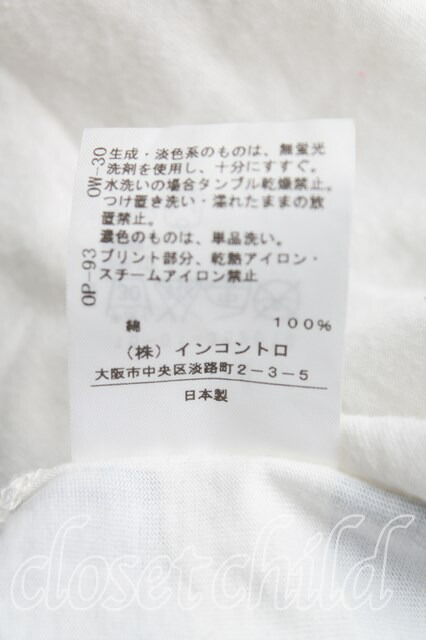 OW-30
生成・淡色系のものは、無蛍光
洗剤を使用し、十分にすすぐ。
水洗いの場合タンブル乾燥禁止。
つけ置き洗い・濡れたままの放
置禁止。
濃色のものは、単品洗い。
OP-93
プリント部分、乾熱アイロン・
スチームアイロン禁止
綿 100%
(株)インコントロ
大阪市中央区淡路町2-3-5
日本製
closetchild